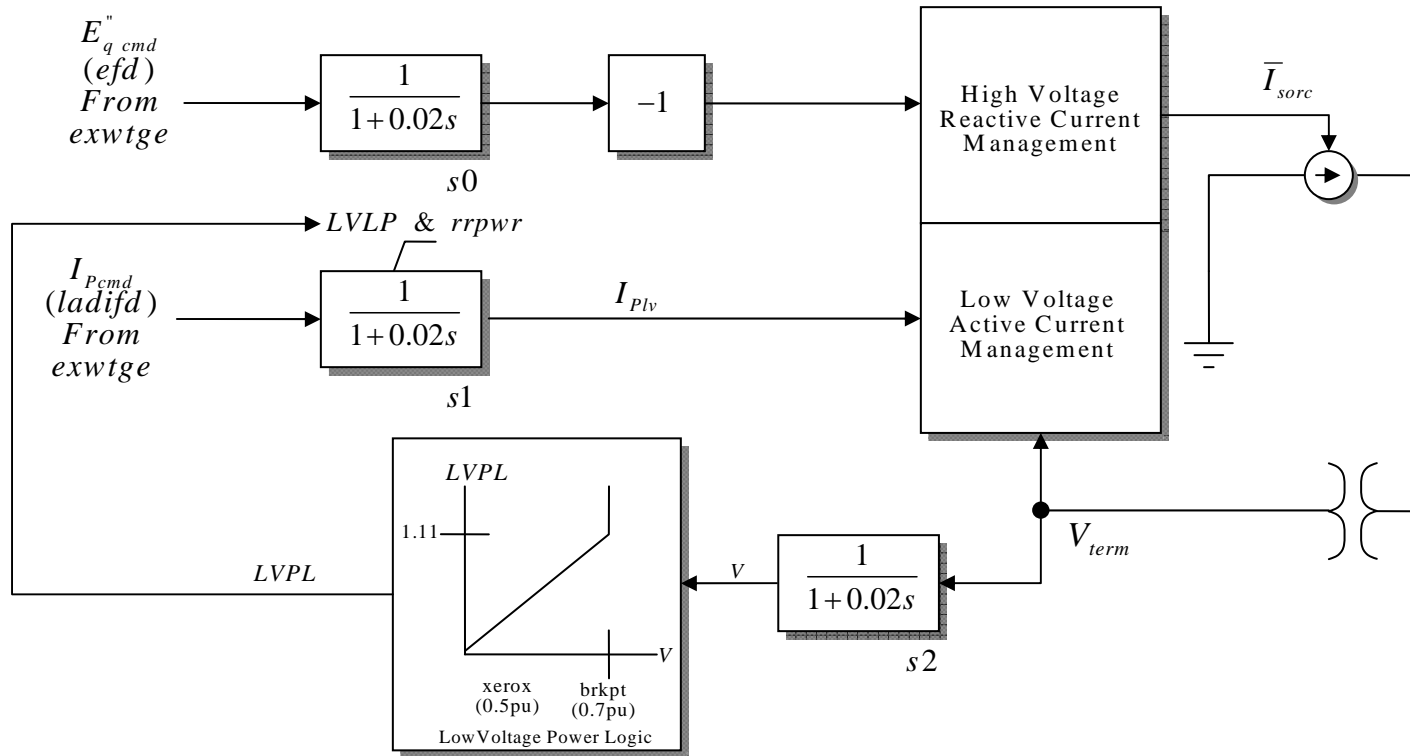 E"q cmd
(efd)
From
exwtge
1
1+0.02s
s0
−1
High Voltage
Reactive Current
Management
Isorc
LVLP & rrpwr
IPcmd
(ladifd)
From
exwtge
1
1+0.02s
s1
IPlv
Low Voltage
Active Current
Management
LVPL
1.11
V
xerox
(0.5pu)
brkpt
(0.7pu)
LowVoltage Power Logic
LVPL
V
1
1+0.02s
s2
Vterm